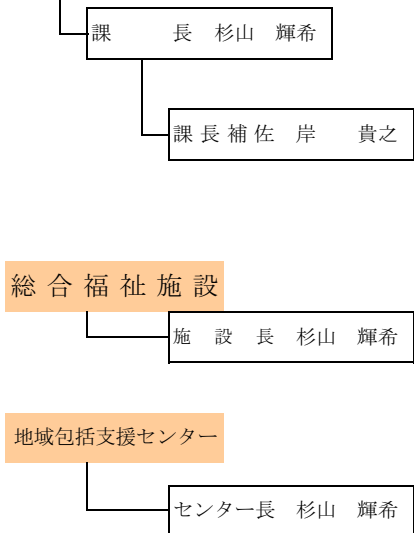 課　　長　杉山　輝希
課長補佐　岸　　貴之
総合福祉施設
施　設　長　杉山　輝希
地域包括支援センター
センター長　杉山　輝希